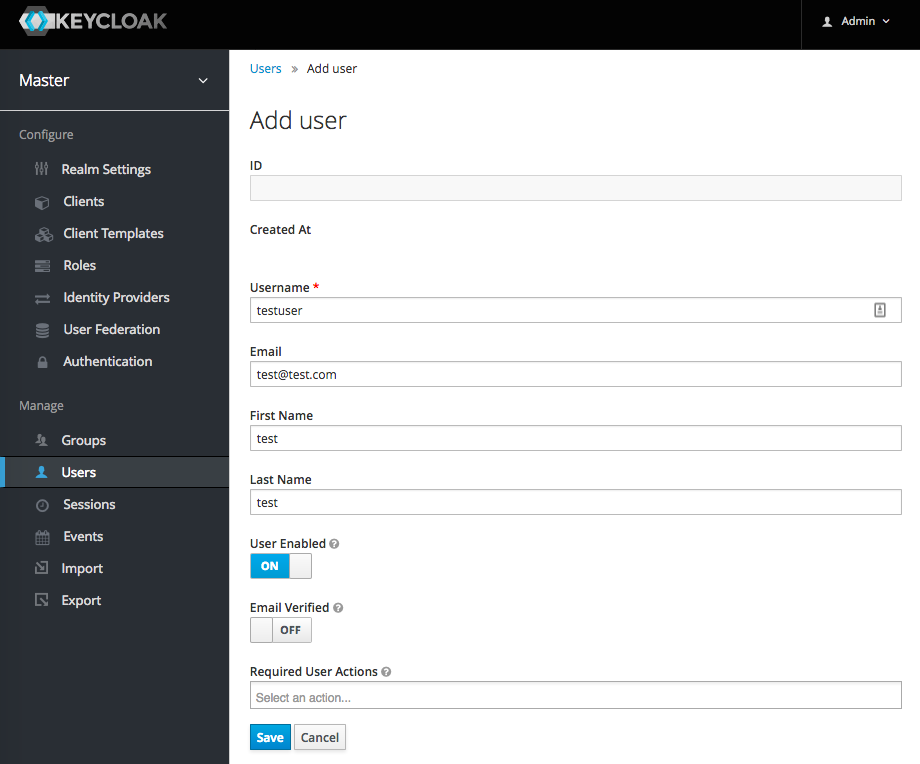 KEYCLOAK
Admin
Master
Configure
Realm Settings
Clients
Client Templates
Roles
Identity Providers
User Federation
Authentication
Manage
Groups
Users
Sessions
Events
Import
Export
Users » Add user
Add user
ID
Created At
Username *
testuser
Email
test@test.com
First Name
test
Last Name
test
User Enabled
ON
Email Verified
OFF
Required User Actions
Select an action...
Save Cancel